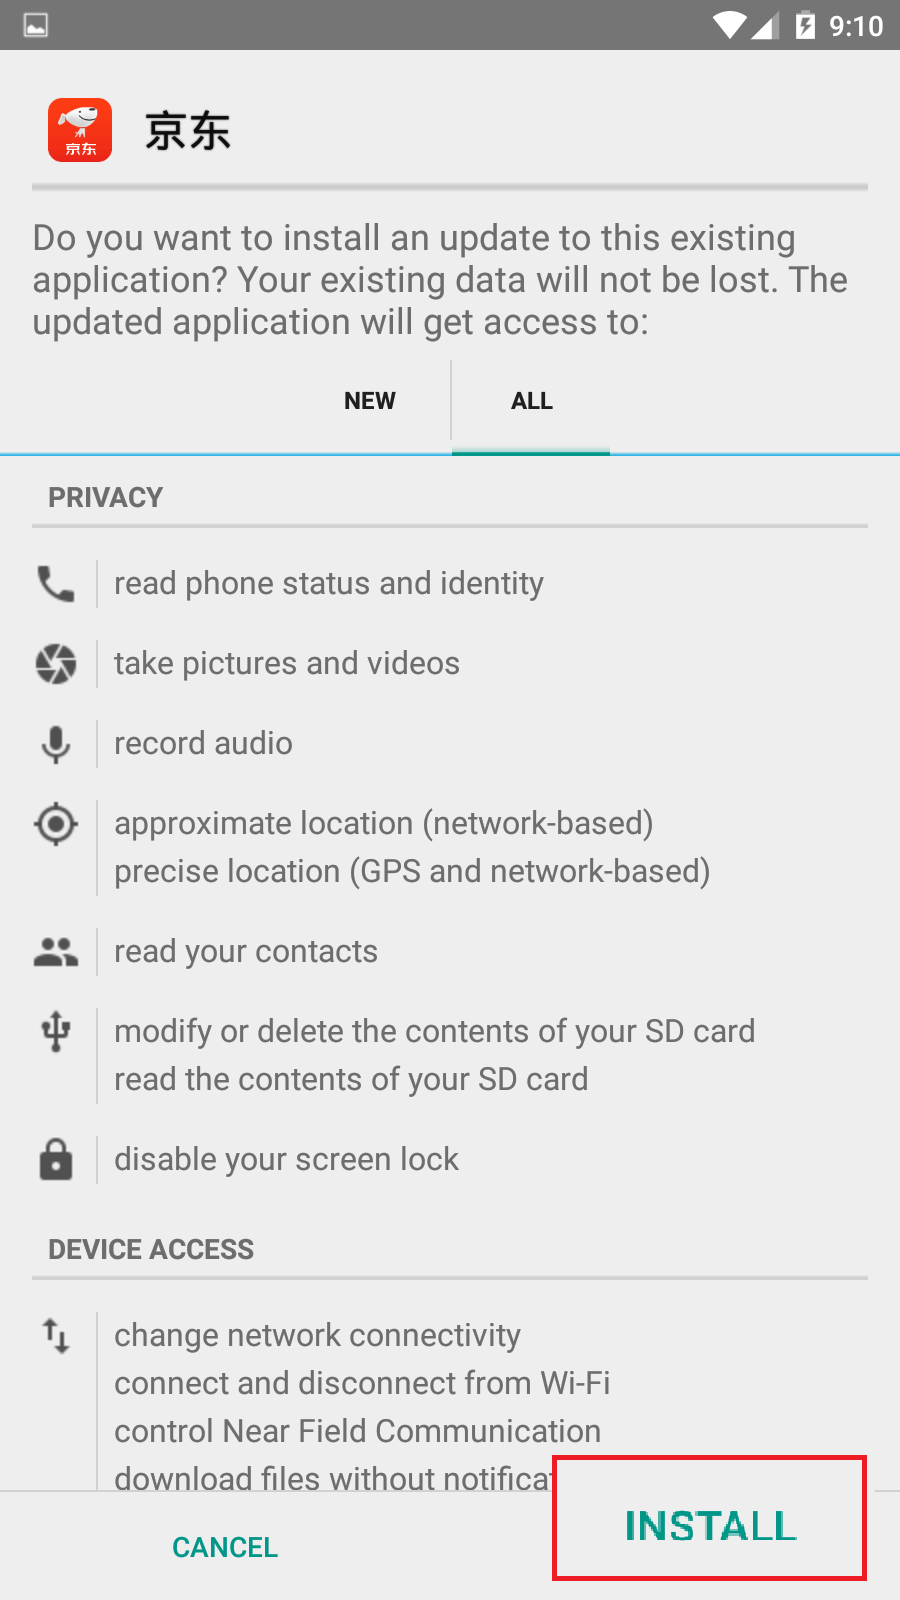 9:10
京东
京东
Do you want to install an update to this existing
application? Your existing data will not be lost. The
updated application will get access to:
NEW
ALL
PRIVACY
read phone status and identity
take pictures and videos
record audio
approximate location (network-based)
precise location (GPS and network-based)
read your contacts
modify or delete the contents of your SD card
read the contents of your SD card
disable your screen lock
DEVICE ACCESS
change network connectivity
connect and disconnect from Wi-Fi
control Near Field Communication
download files without
CANCEL
INSTALL